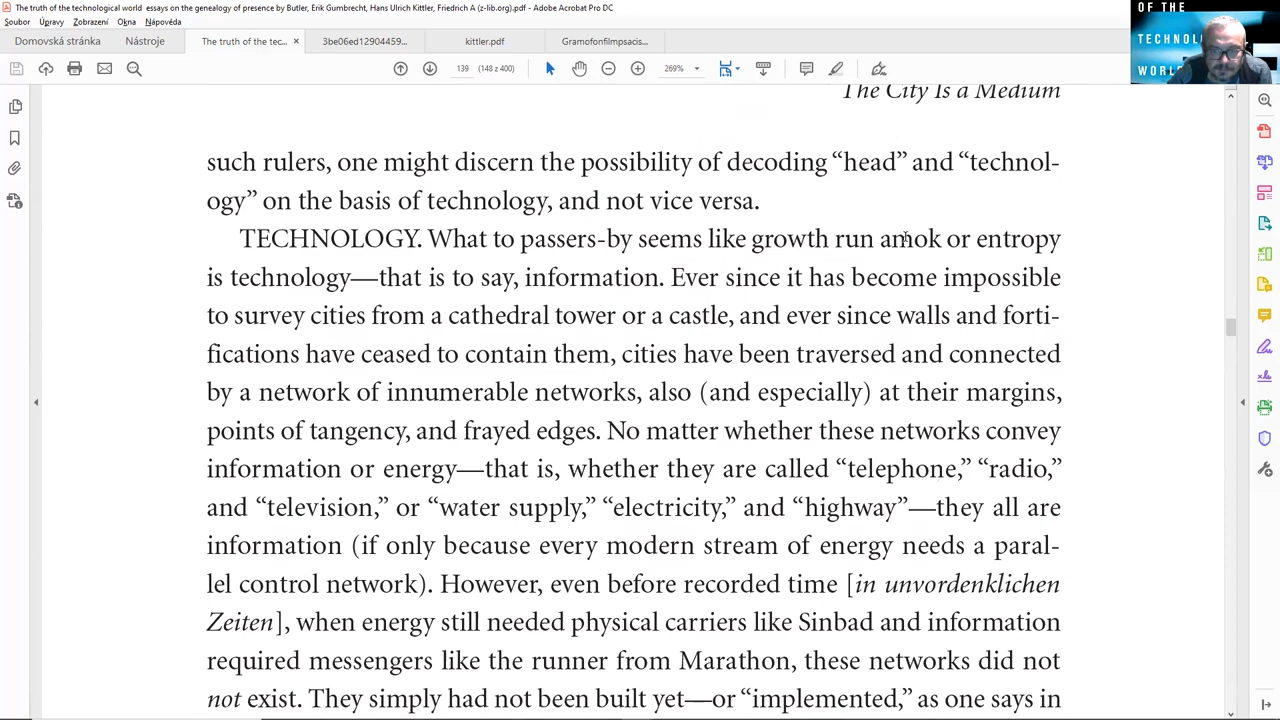 The truth of the technological world essays on the genealogy of presence by Butler, Erik Gumbrecht, Hans Ulrich Kittler, Friedrich A (z-lib.org).pdf - Adobe Acrobat Pro DC
Soubor Úpravy Zobrazení Okna Nápověda
Domovská stránka Nástroje The truth of the tec... × 3be06ed12904459... kittler.pdf Gramofonfilmpsacis...
139 (148 z 400) 269%
OF THE
TECHNOLO
WORL
The City Is a Medium
such rulers, one might discern the possibility of decoding “head” and “technol-
ogy” on the basis of technology, and not vice versa.
TECHNOLOGY. What to passers-by seems like growth run amok or entropy
is technology—that is to say, information. Ever since it has become impossible
to survey cities from a cathedral tower or a castle, and ever since walls and forti-
fications have ceased to contain them, cities have been traversed and connected
by a network of innumerable networks, also (and especially) at their margins,
points of tangency, and frayed edges. No matter whether these networks convey
information or energy—that is, whether they are called “telephone,” “radio,”
and “television,” or “water supply,” “electricity,” and “highway”—they all are
information (if only because every modern stream of energy needs a paral-
lel control network). However, even before recorded time [in unvordenklichen
Zeiten], when energy still needed physical carriers like Sinbad and information
required messengers like the runner from Marathon, these networks did not
not exist. They simply had not been built yet—or “implemented,” as one says in